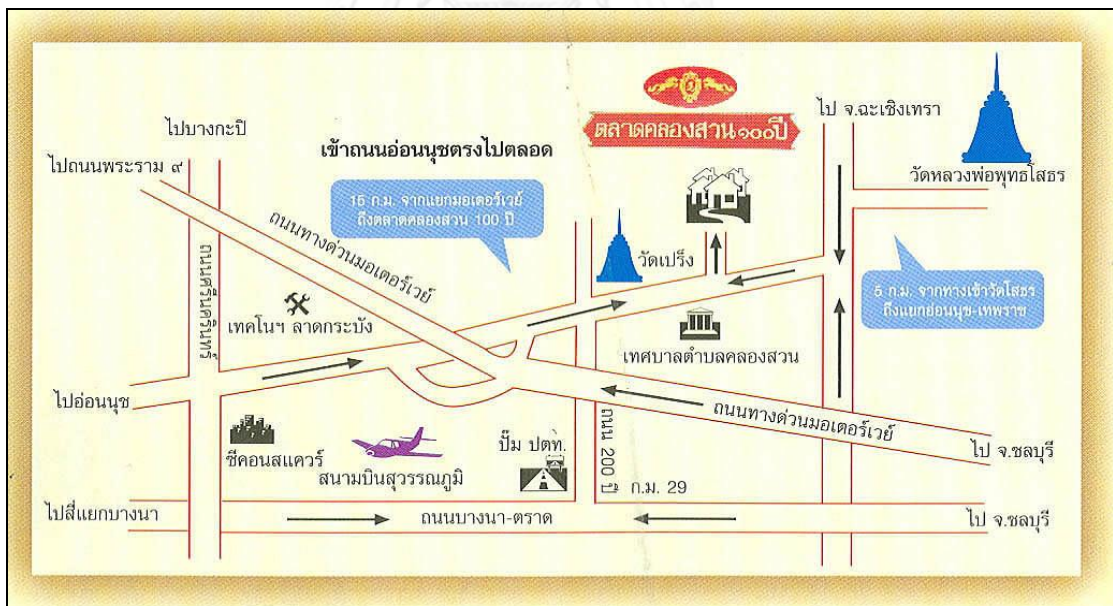 ตลาดคลองสวน๑๐๐ปี
ไป จ.ฉะเชิงเทรา
ไปบางกะปิ
ไปถนนพระราม ๙
เข้าถนนอ่อนนุชตรงไปตลอด
วัดหลวงพ่อพุทธโสธร
15 ก.ม. จากแยกมอเตอร์เวย์
ถึงตลาดคลองสวน 100 ปี
ถนนทางด่วนมอเตอร์เวย์
วัดเปร็ง
ถนนศรีนครินทร์
5 ก.ม. จากทางเข้าวัดโสธร
ถึงแยกอ่อนนุช-เทพราช
เทคโนฯ ลาดกระบัง
เทศบาลตำบลคลองสวน
ไปอ่อนนุช
ถนนทางด่วนมอเตอร์เวย์
ไป จ.ชลบุรี
ซีคอนสแควร์
สนามบินสุวรรณภูมิ
ปั๊ม ปตท.
ถนน 200 ปี
ก.ม. 29
ไปสี่แยกบางนา
ถนนบางนา-ตราด
ไป จ.ชลบุรี